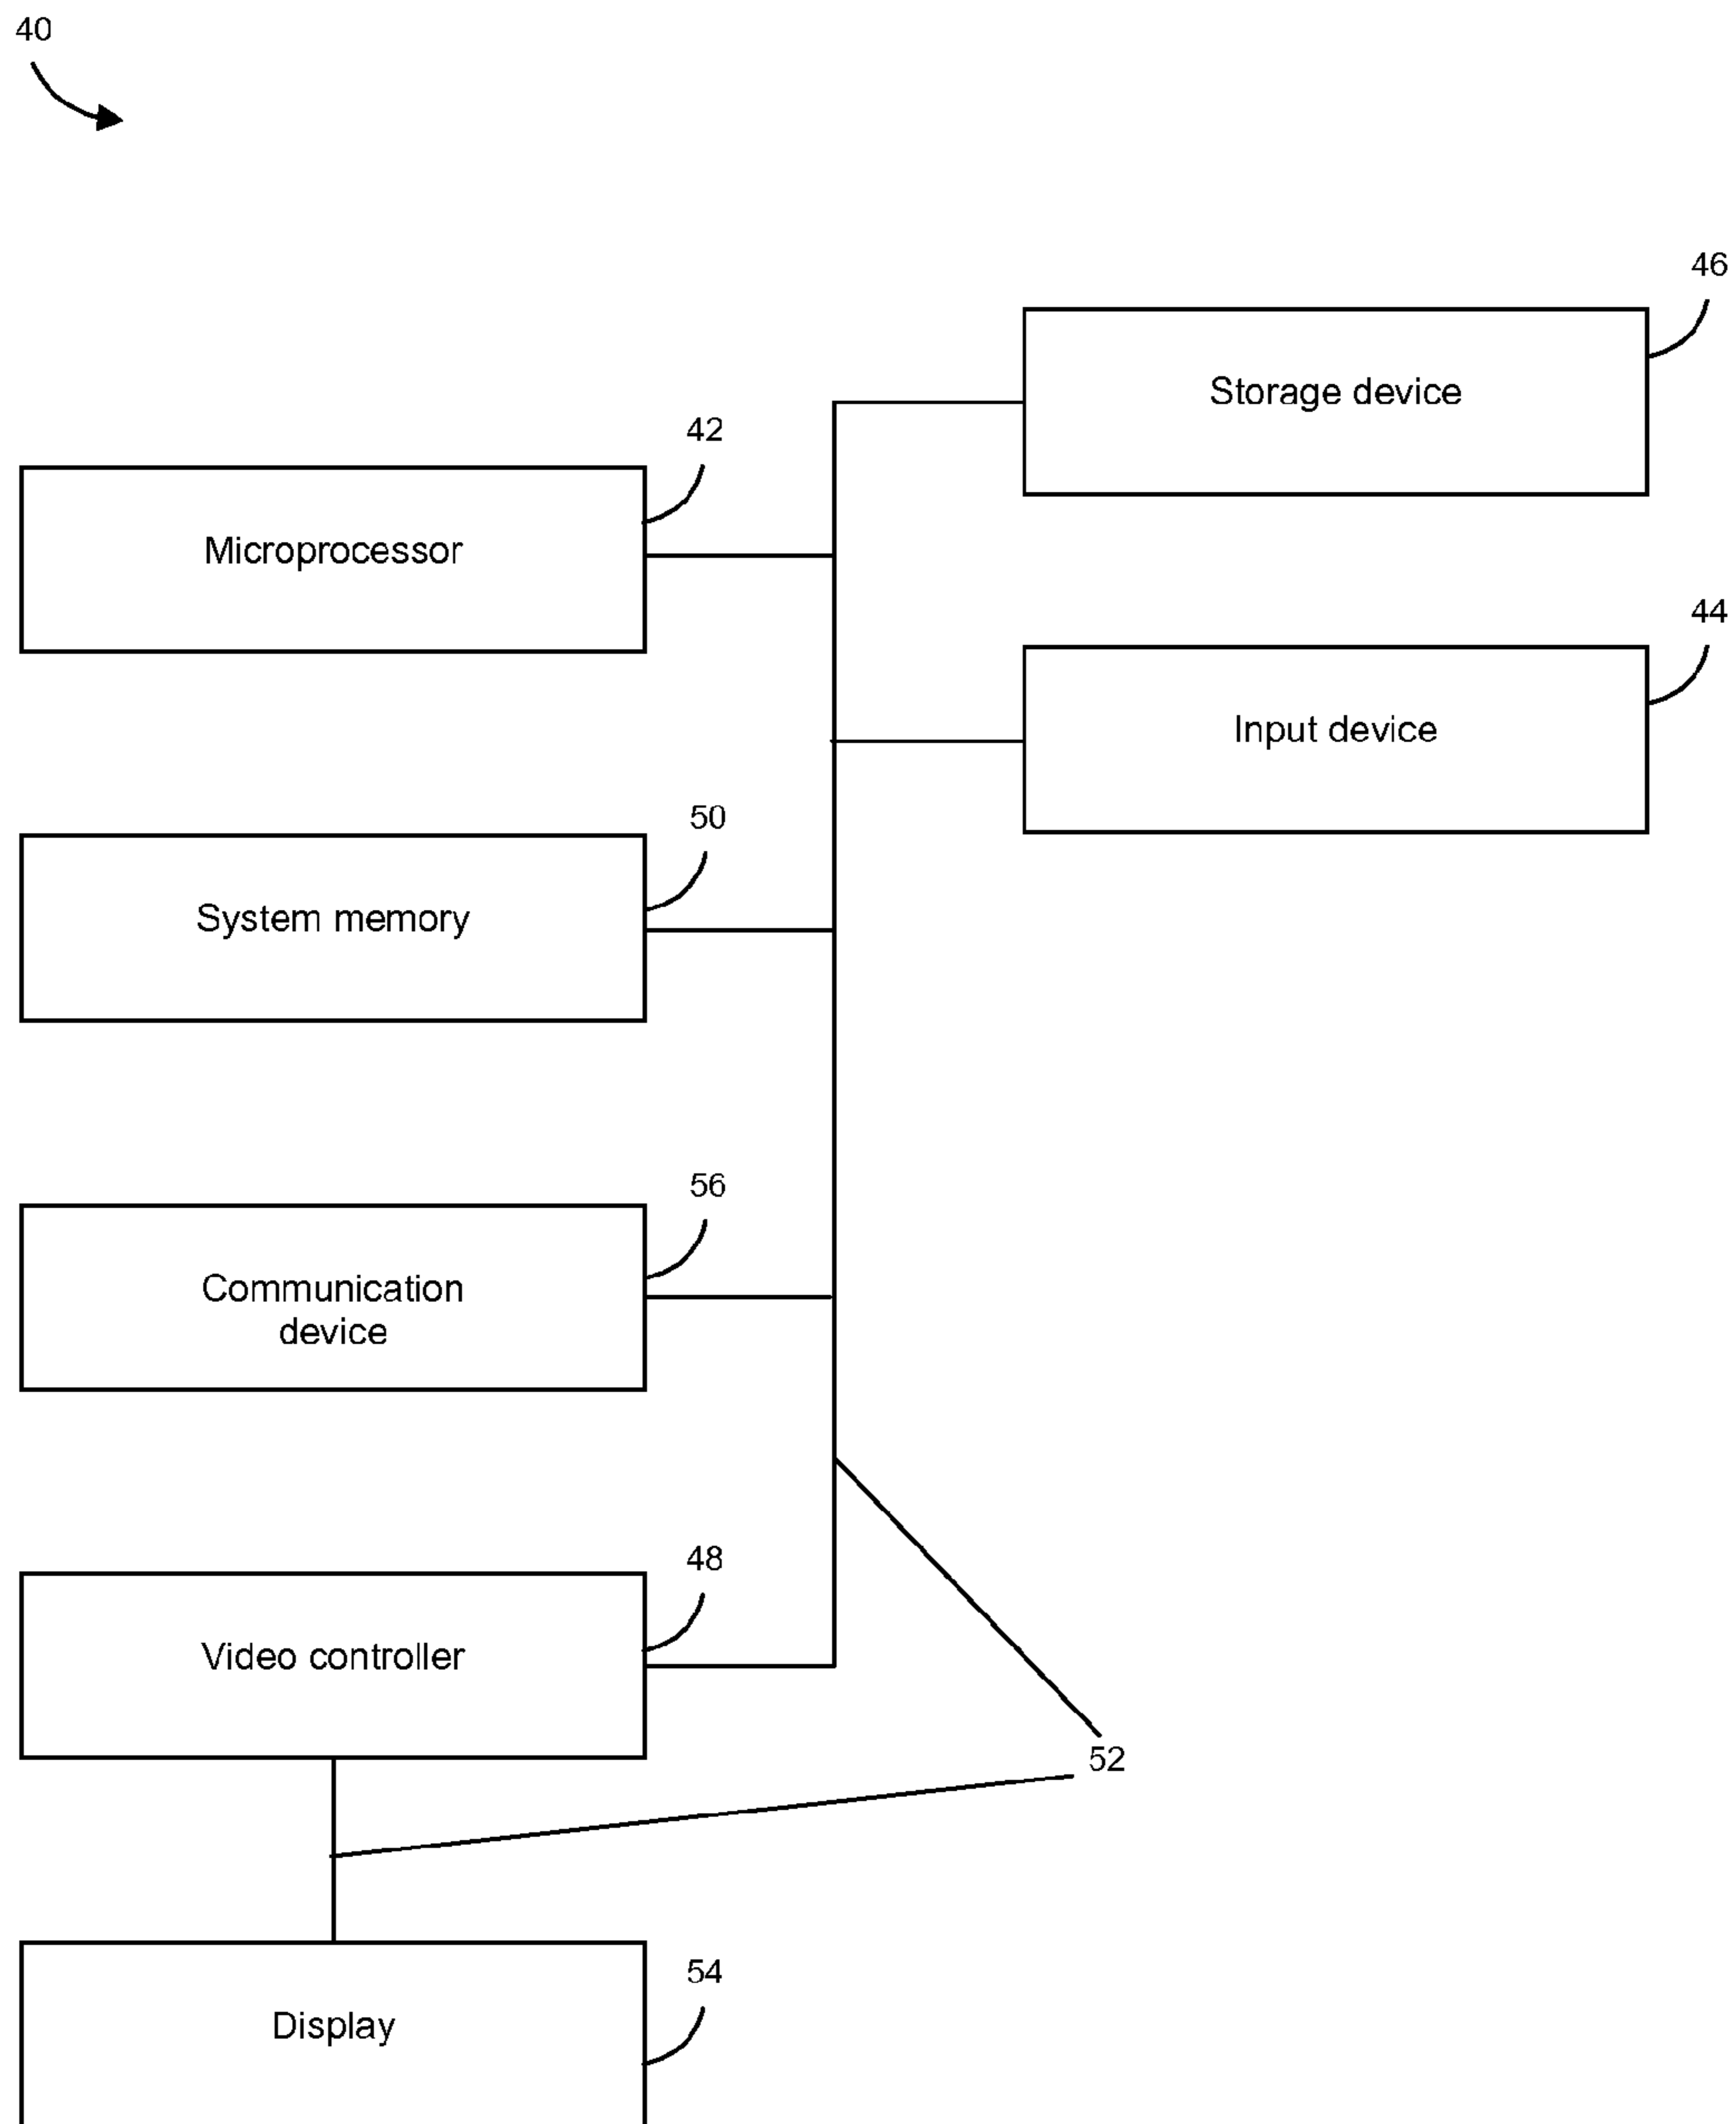 40
46
Storage device
42
Microprocessor
44
Input device
50
System memory
56
Communication
device
48
Video controller
52
54
Display